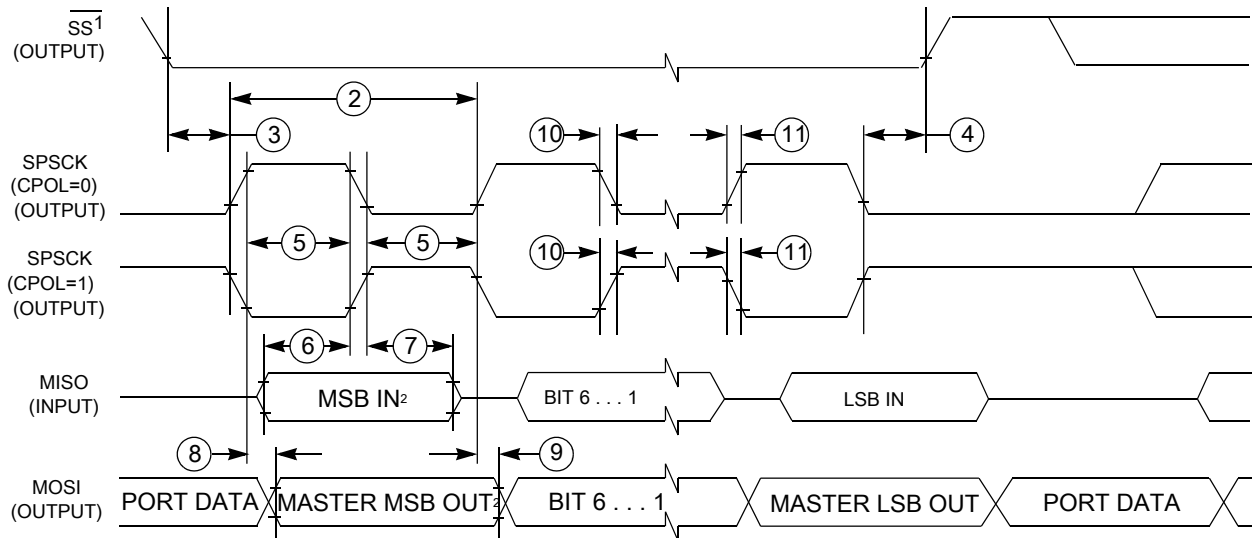 SS1
(OUTPUT)
2
3
10
11
4
SPSCK
(CPOL=0)
(OUTPUT)
5
5
SPSCK
(CPOL=1)
(OUTPUT)
10
11
6
7
MISO
(INPUT)
MSB IN2
BIT 6 . . . 1
LSB IN
8
9
MOSI
(OUTPUT)
PORT DATA
MASTER MSB OUT2
BIT 6 . . . 1
MASTER LSB OUT
PORT DATA